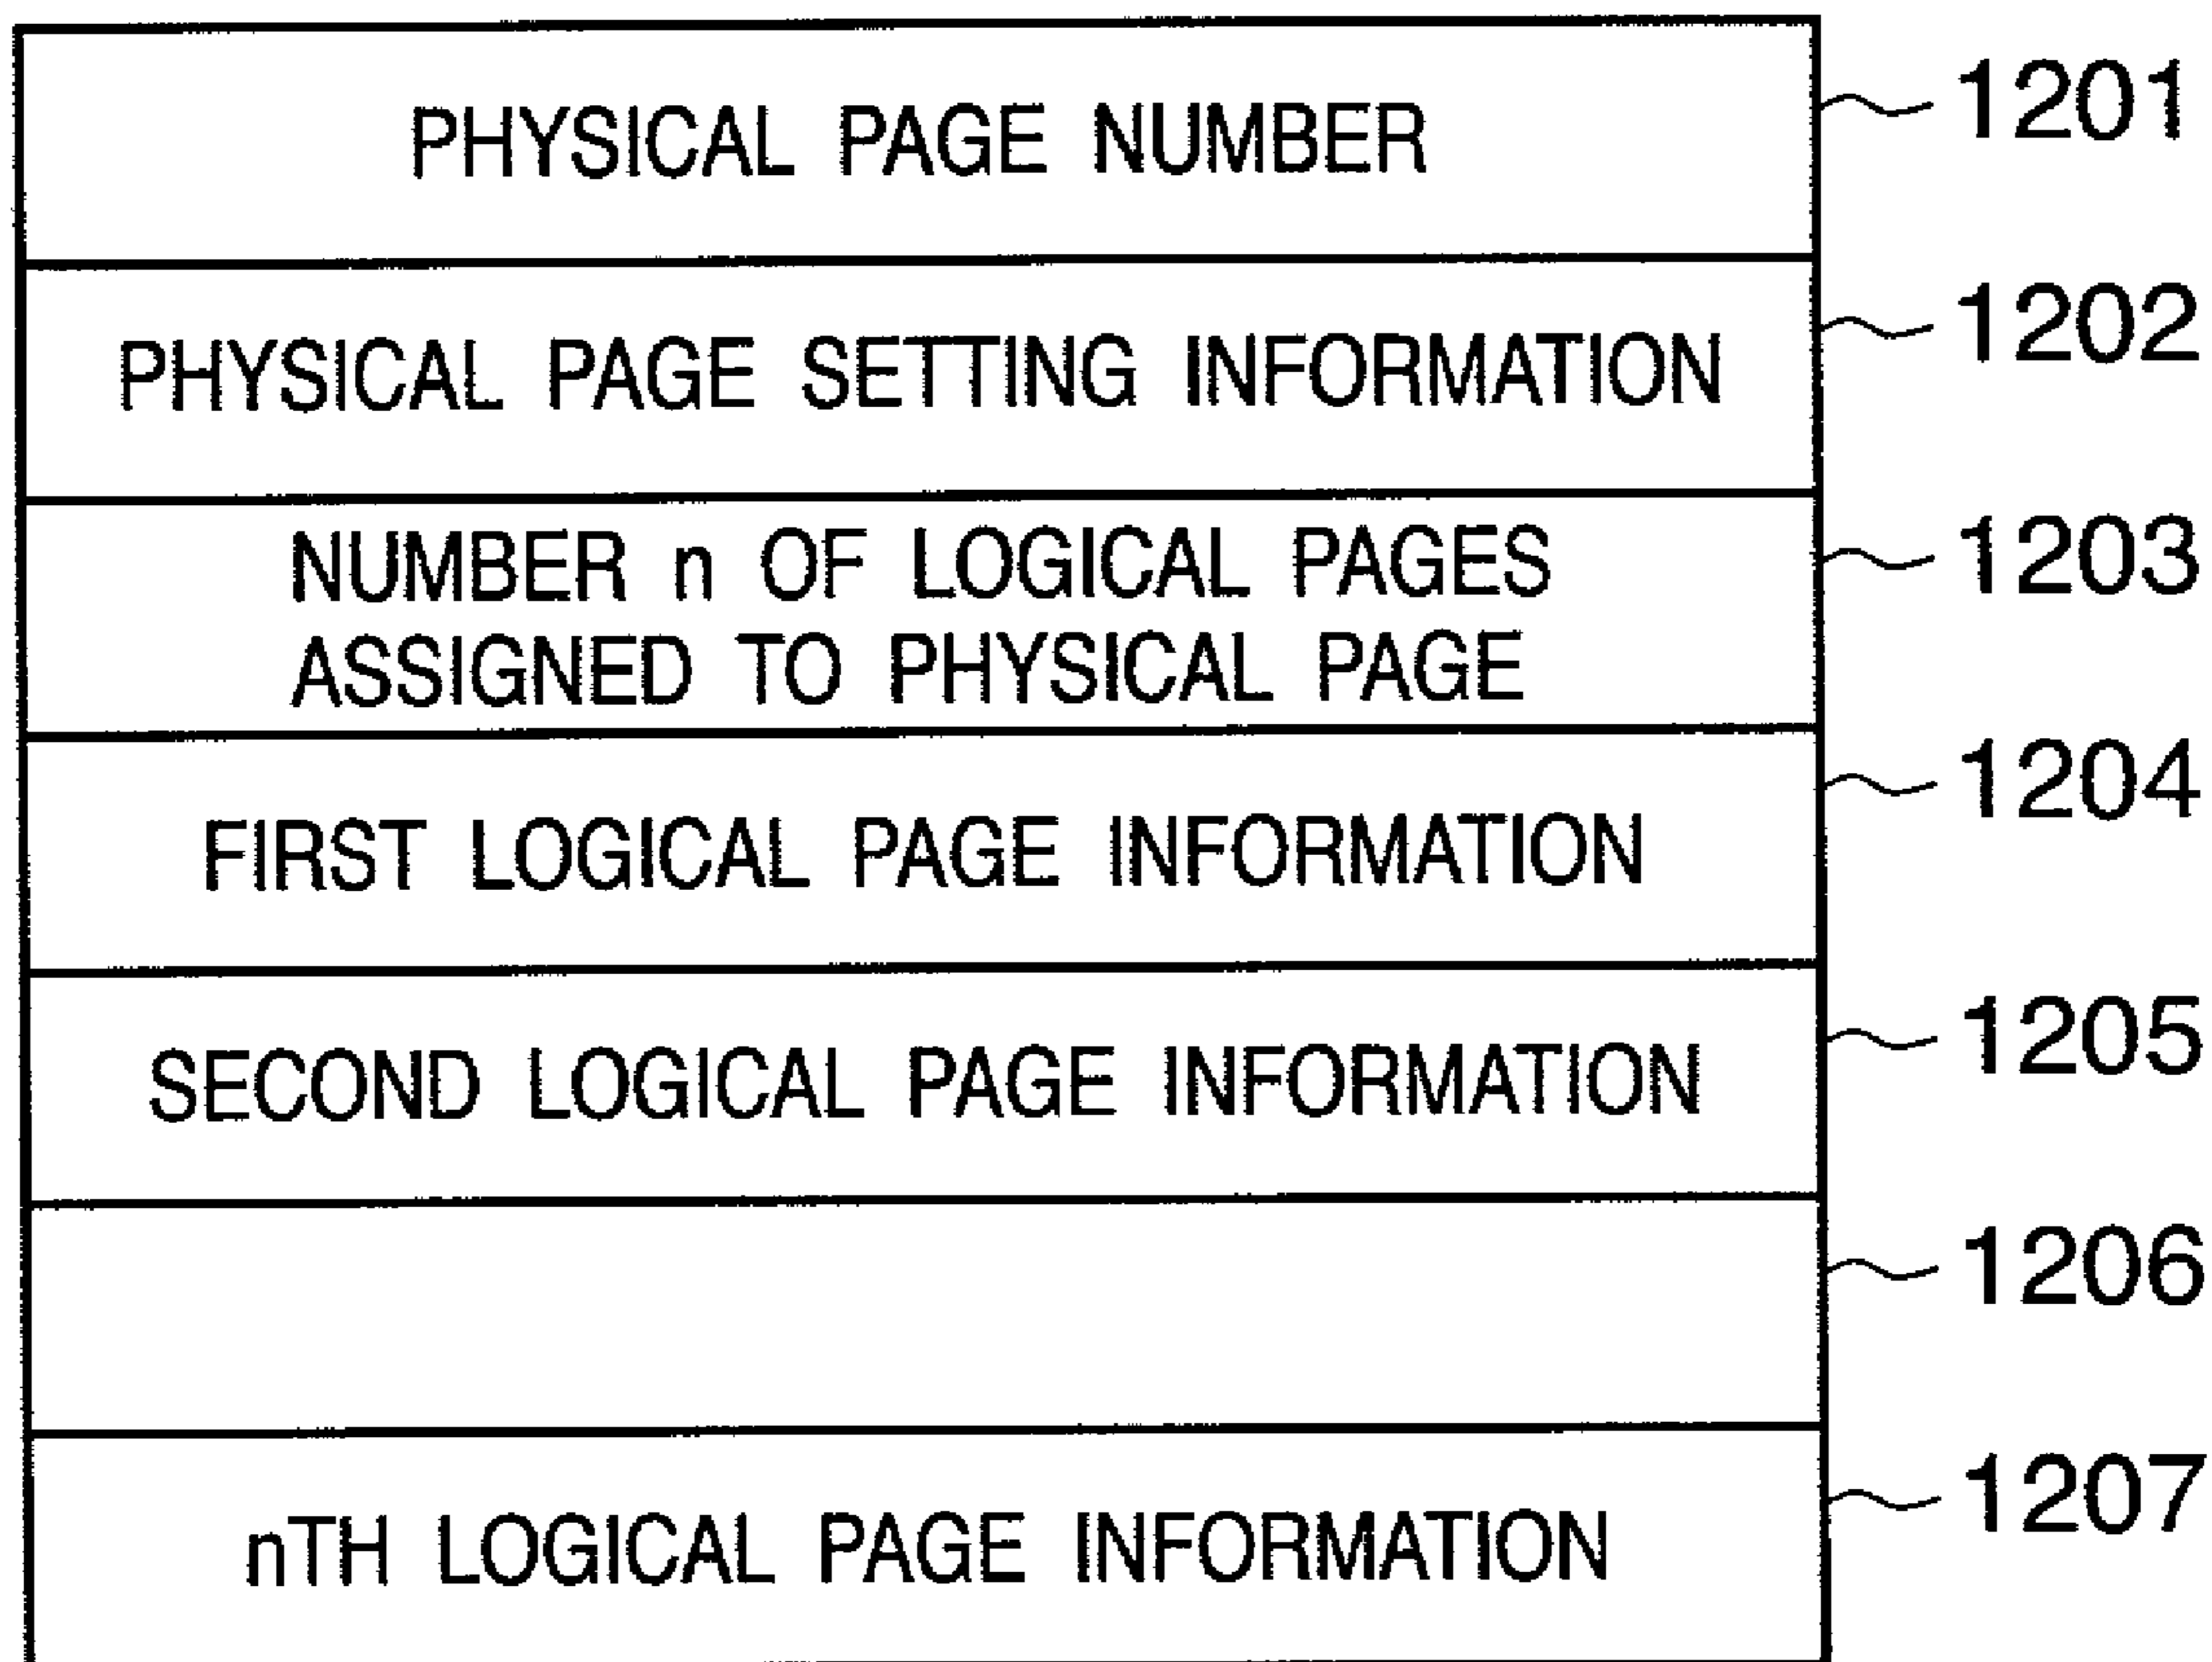 PHYSICAL PAGE NUMBER 1201
PHYSICAL PAGE SETTING INFORMATION 1202
NUMBER n OF LOGICAL PAGES 1203
ASSIGNED TO PHYSICAL PAGE
FIRST LOGICAL PAGE INFORMATION 1204
SECOND LOGICAL PAGE INFORMATION 1205
1206
nTH LOGICAL PAGE INFORMATION 1207